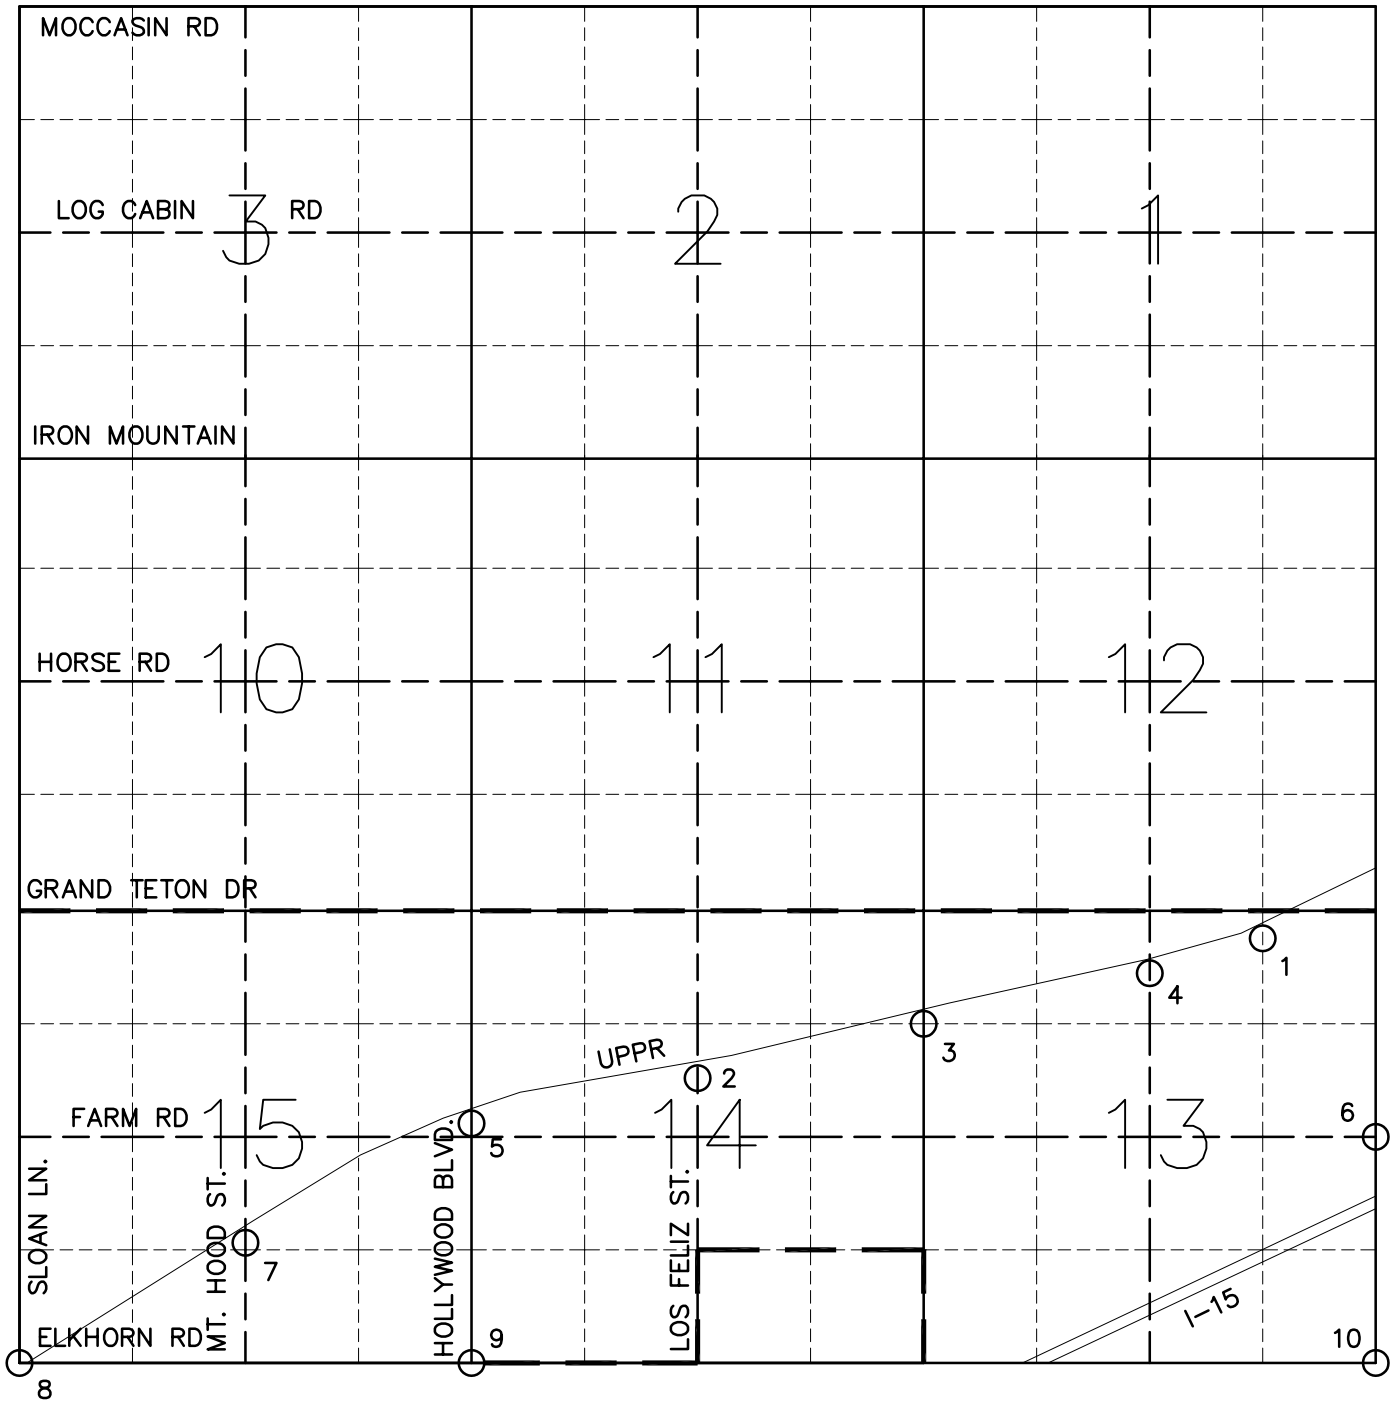 MOCCASIN RD
LOG CABIN RD
3
2
1
IRON MOUNTAIN
HORSE RD
10
11
12
GRAND TETON DR
1
4
3
UPPR
2
FARM RD
15
14
13
6
5
SLOAN LN.
MT. HOOD ST.
HOLLYWOOD BLVD.
LOS FELIZ ST.
7
I-15
ELKHORN RD
9
10
8